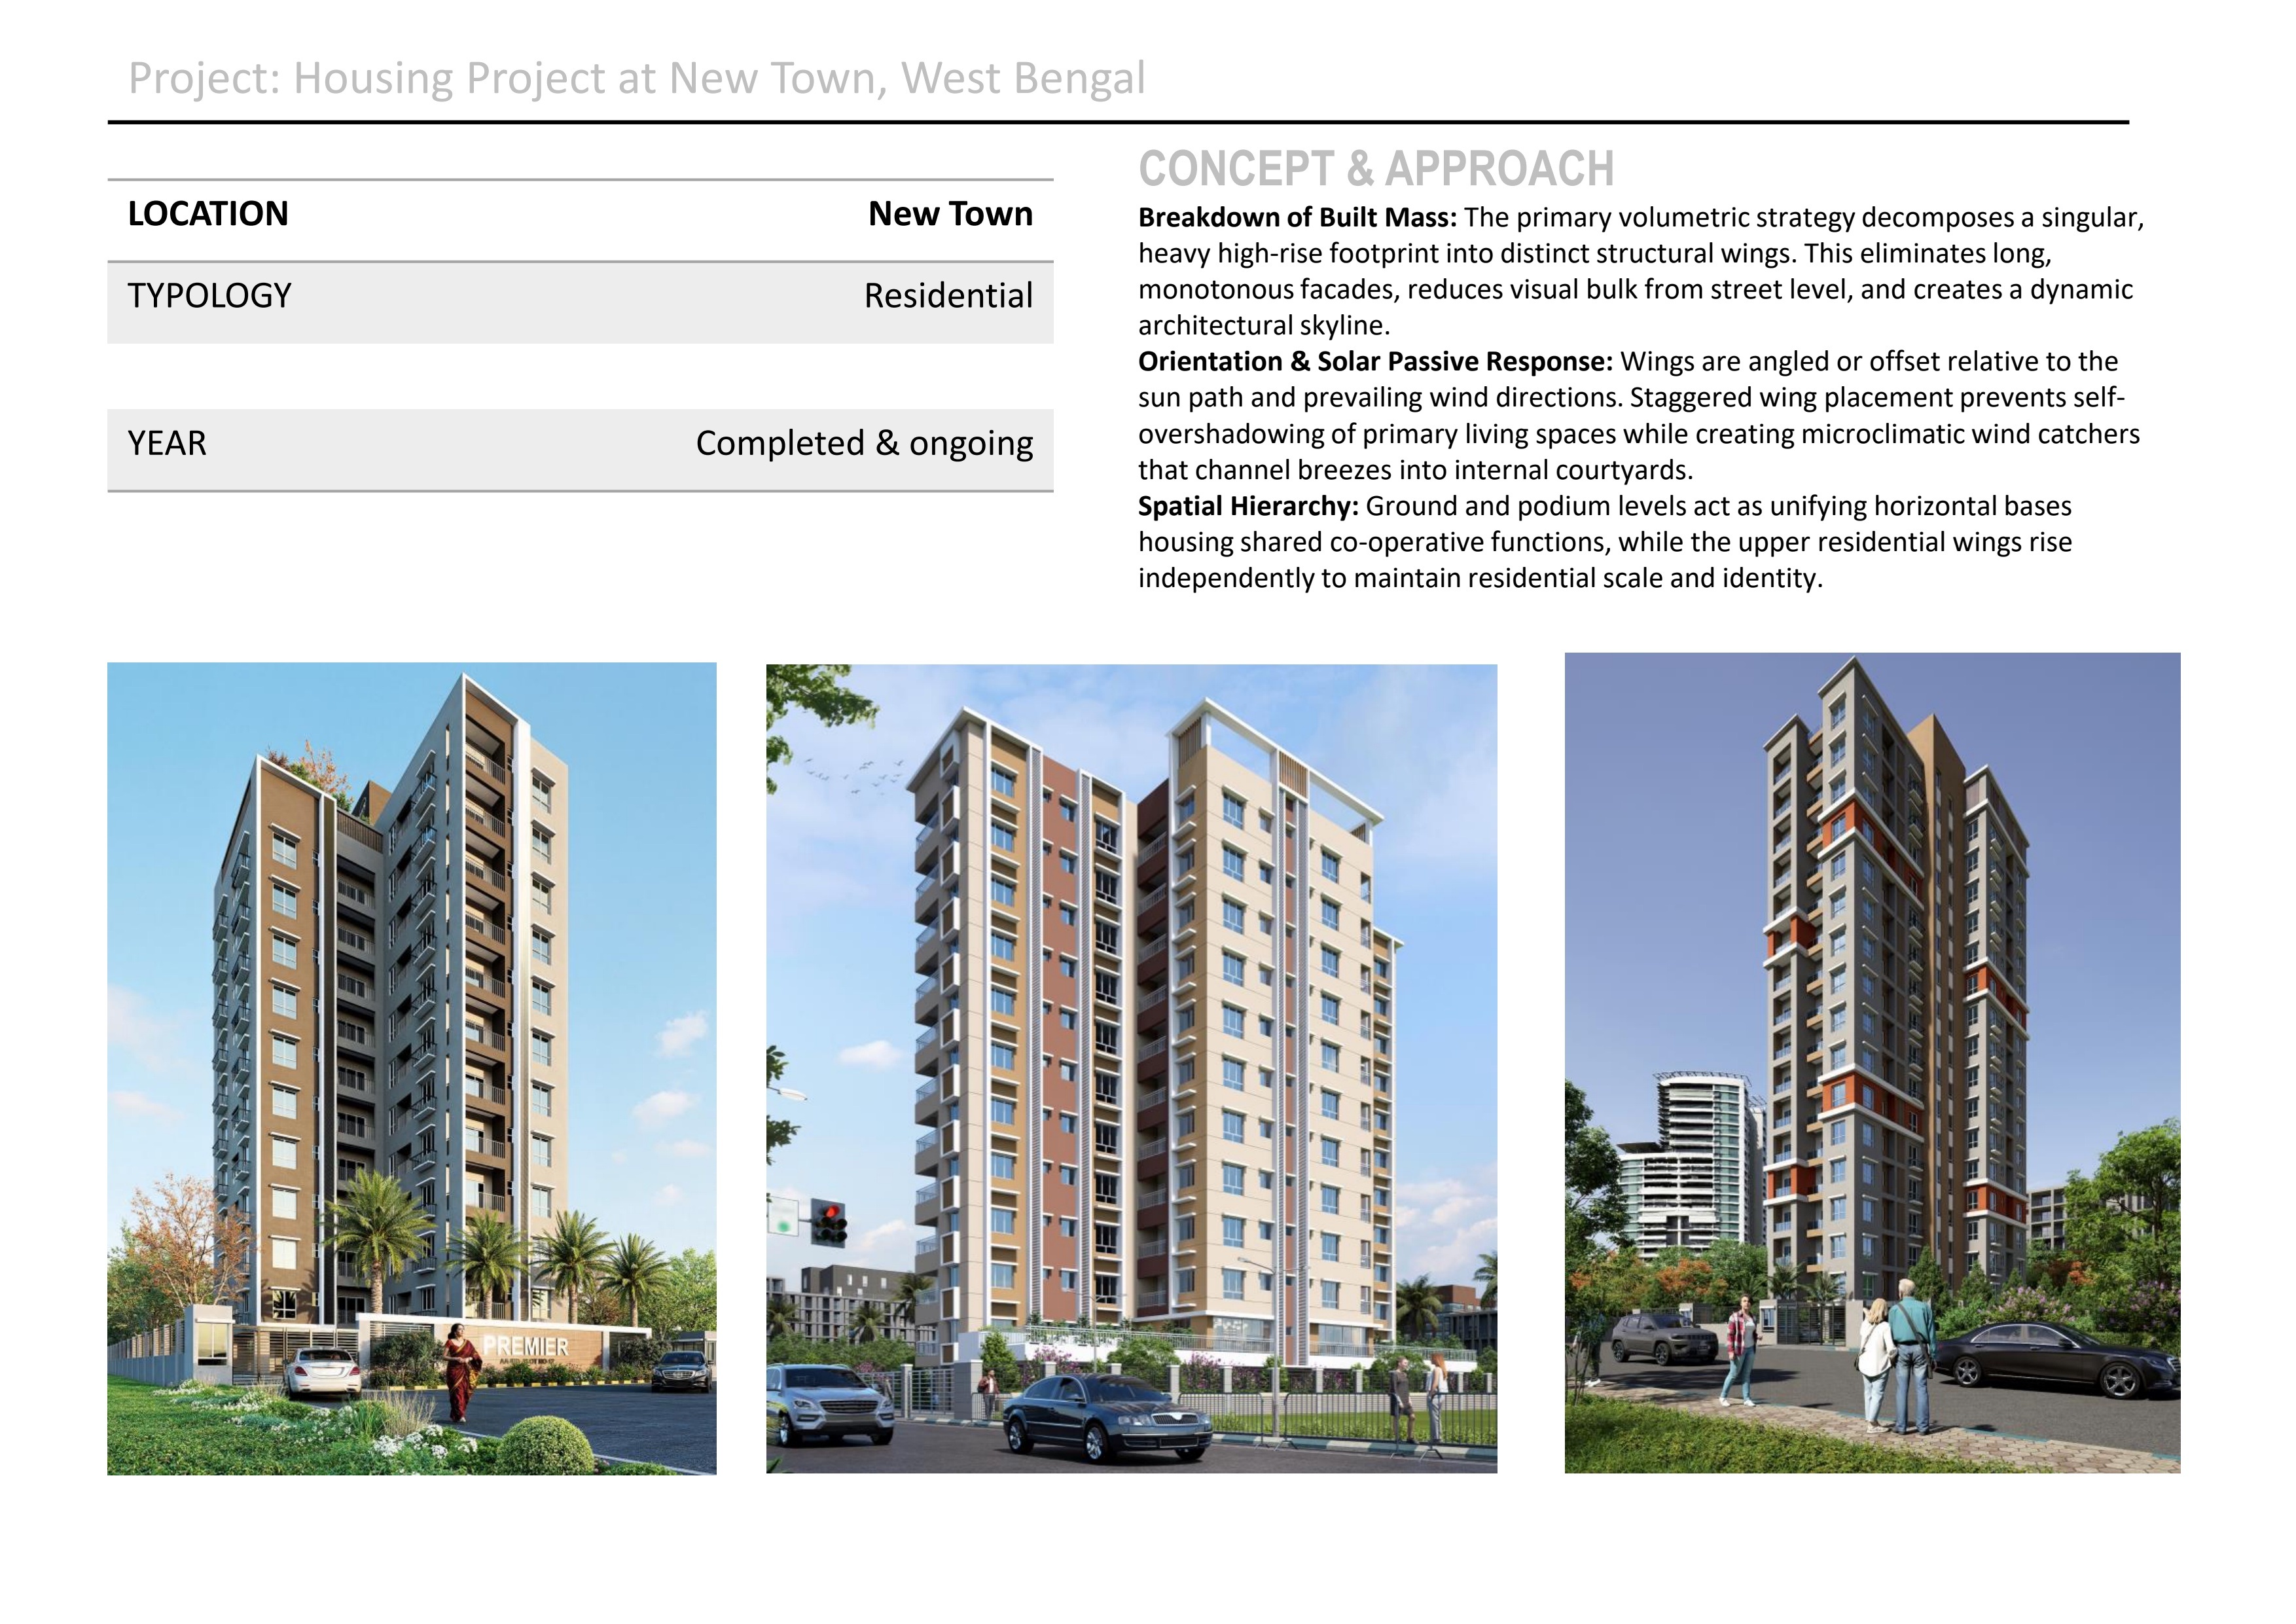 Project: Housing Project at New Town, West Bengal
LOCATION New Town
TYPOLOGY Residential
YEAR Completed & ongoing
CONCEPT & APPROACH
Breakdown of Built Mass: The primary volumetric strategy decomposes a singular,
heavy high-rise footprint into distinct structural wings. This eliminates long,
monotonous facades, reduces visual bulk from street level, and creates a dynamic
architectural skyline.
Orientation & Solar Passive Response: Wings are angled or offset relative to the
sun path and prevailing wind directions. Staggered wing placement prevents self-
overshadowing of primary living spaces while creating microclimatic wind catchers
that channel breezes into internal courtyards.
Spatial Hierarchy: Ground and podium levels act as unifying horizontal bases
housing shared co-operative functions, while the upper residential wings rise
independently to maintain residential scale and identity.
PREMIER